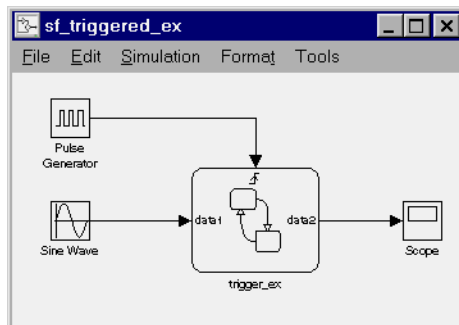 sf_triggered_ex
File Edit Simulation Format Tools
Pulse
Generator
data1
data2
Sine Wave
Scope
trigger_ex